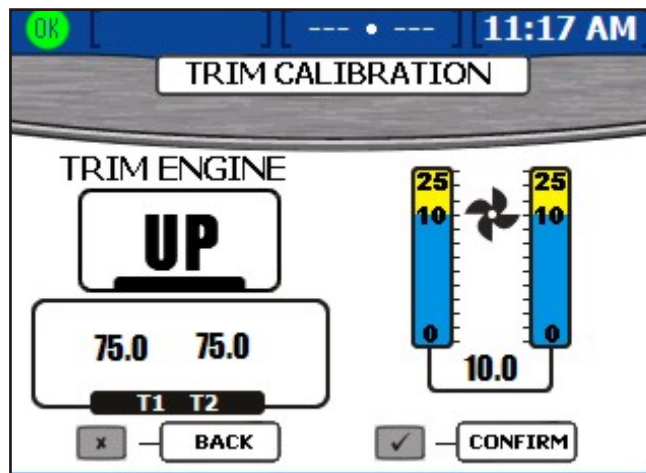 OK --- • --- 11:17 AM
TRIM CALIBRATION
TRIM ENGINE
UP
75.0 75.0
T1 T2
25 25
10 10
0 0
10.0
x BACK ✓ CONFIRM